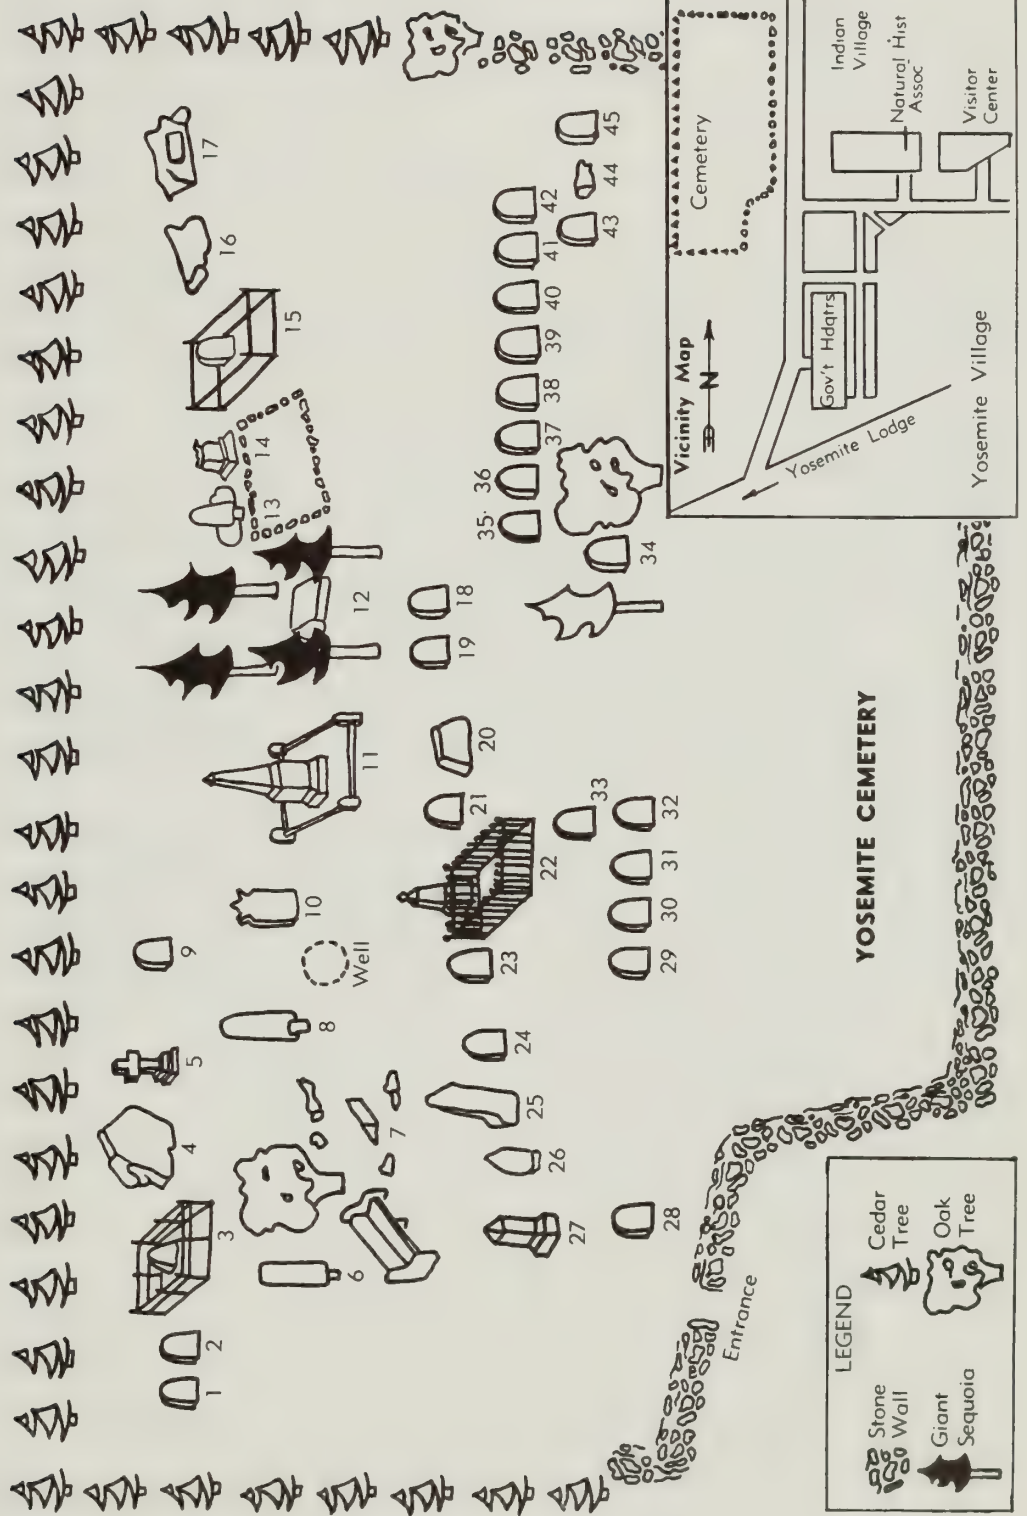 1
2
3
4
5
6
7
8
9
10
Well
11
12
13
14
15
16
17
18
19
20
21
22
23
24
25
26
27
28
29
30
31
32
33
34
35.
36
37
38
39
40
41
42
43
44
45
YOSEMITE CEMETERY
Entrance
LEGEND
Stone
Wall
Cedar
Tree
Giant
Sequoia
Oak
Tree
Vicinity Map
N
Cemetery
Yosemite Lodge
Gov't Hdqtrs
Indian
Village
Natural Hist
Assoc
Visitor
Center
Yosemite Village